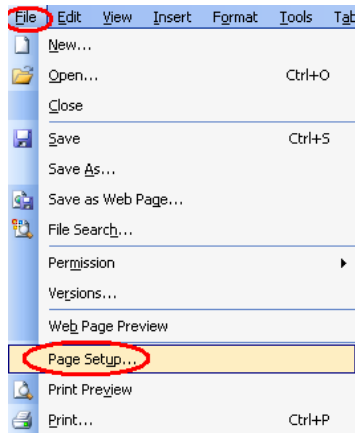 File Edit View Insert Format Tools Tab
New...
Open... Ctrl+O
Close
Save Ctrl+S
Save As...
Save as Web Page...
File Search...
Permission
Versions...
Web Page Preview
Page Setup...
Print Preview
Print... Ctrl+P